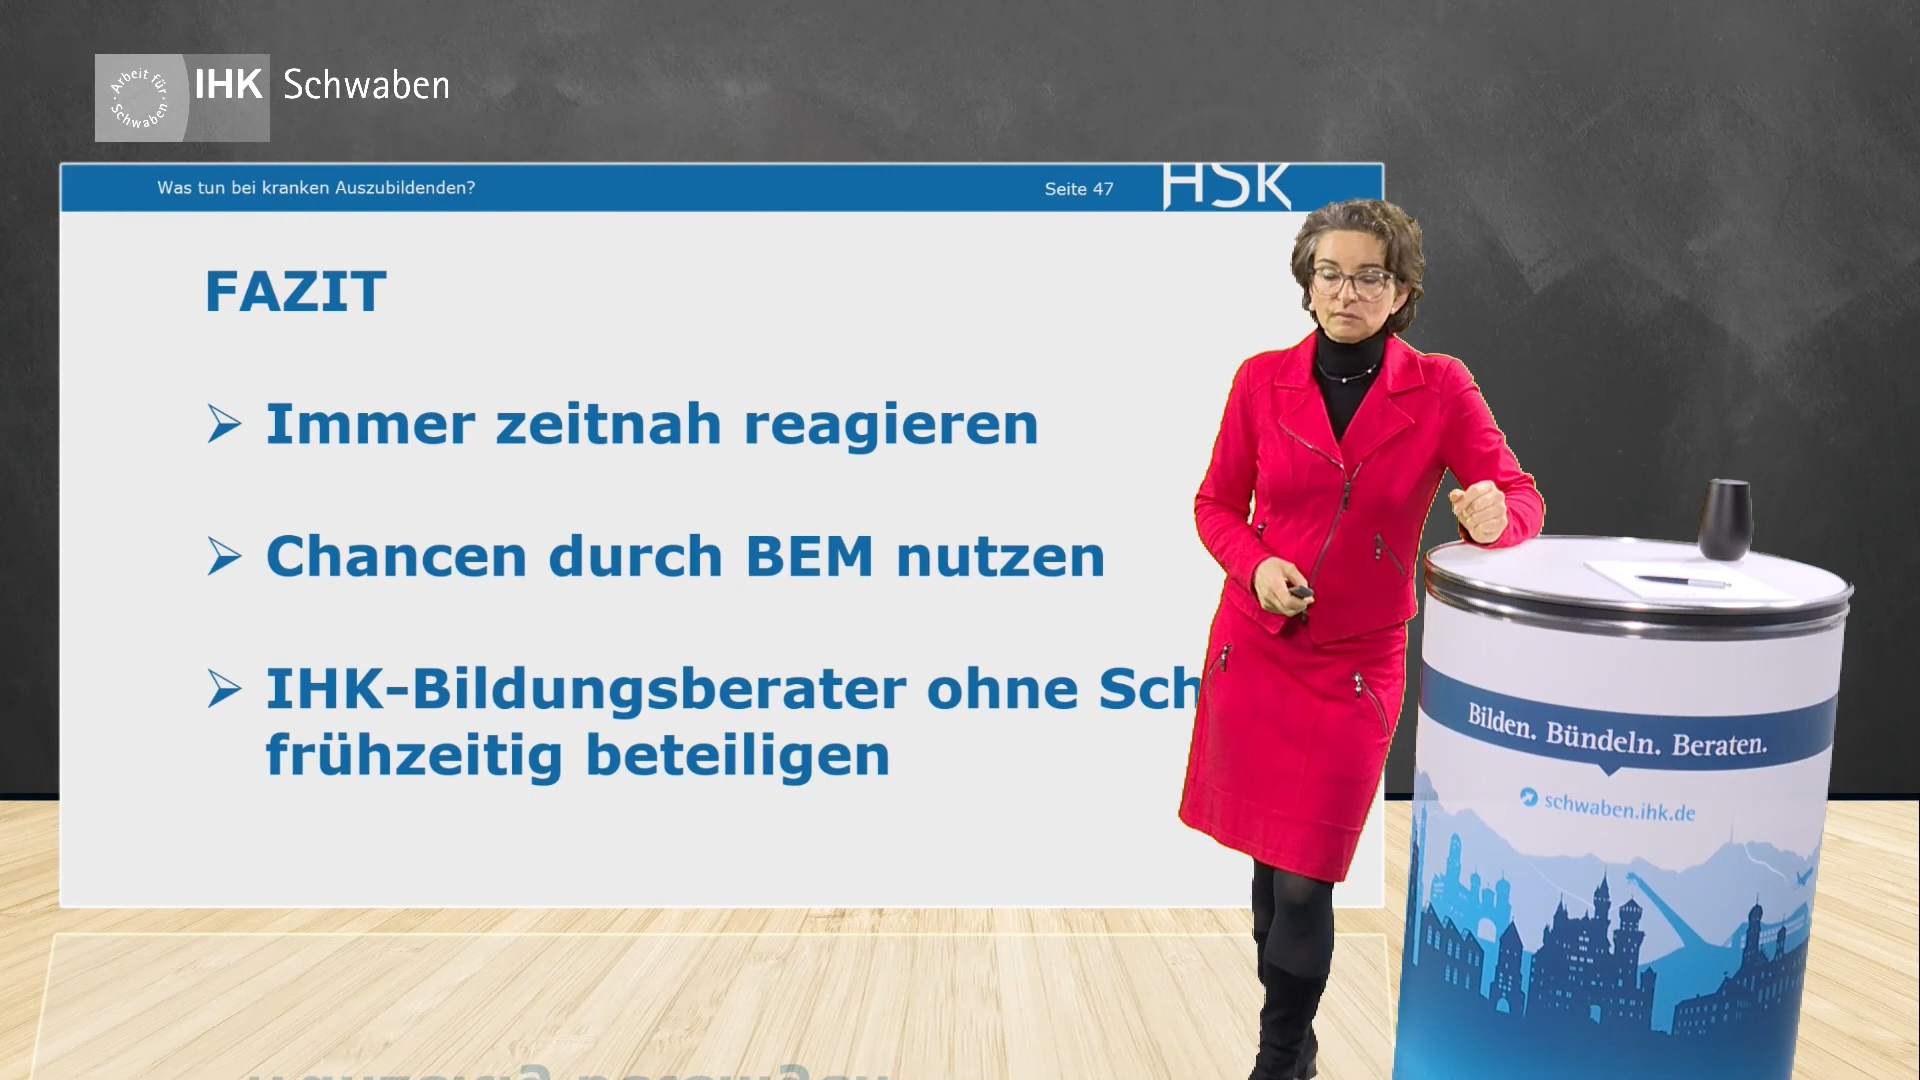 Arbeit für
Schwaben
IHK Schwaben
Was tun bei kranken Auszubildenden?
Seite 47
HSK
FAZIT
Immer zeitnah reagieren
Chancen durch BEM nutzen
IHK-Bildungsberater ohne Sch
frühzeitig beteiligen
Bilden. Bündeln. Beraten.
schwaben.ihk.de